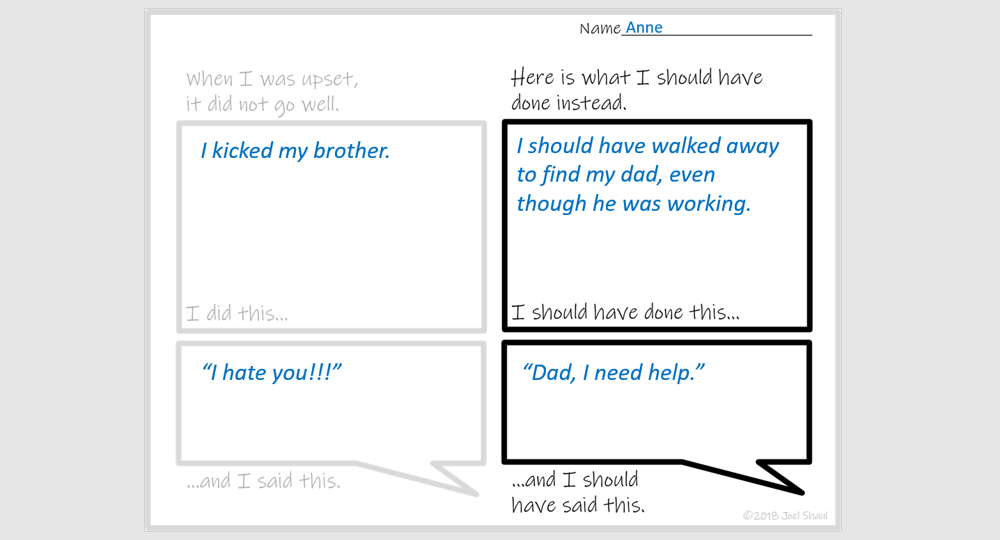 Name Anne
When I was upset,
it did not go well.
I kicked my brother.
I did this...
“I hate you!!!”
...and I said this.
Here is what I should have
done instead.
I should have walked away
to find my dad, even
though he was working.
I should have done this...
“Dad, I need help.”
...and I should
have said this.
©2018 Joel Shaul